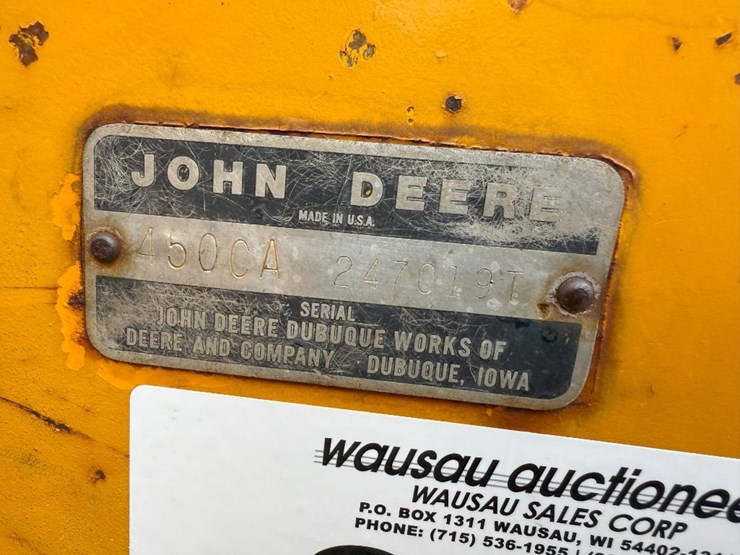 JOHN DEERE
MADE IN U.S.A.
450CA 247019T
SERIAL
JOHN DEERE DUBUQUE WORKS OF
DEERE AND COMPANY DUBUQUE, IOWA
wausau auctionee
WAUSAU SALES CORP
P.O. BOX 1311 WAUSAU, WI 54402-
PHONE: (715) 536-1955